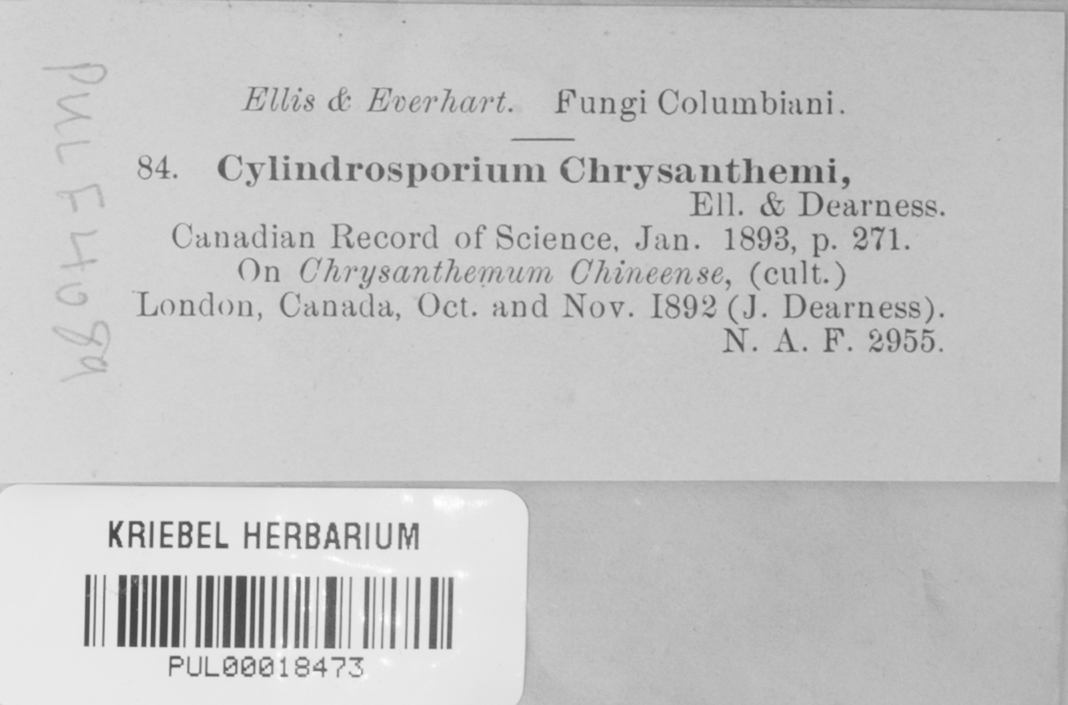 Ellis & Everhart. Fungi Columbiani.
84. Cylindrosporium Chrysanthemi,
Ell. & Dearness.
Canadian Record of Science, Jan. 1893, p. 271.
On Chrysanthemum Chineense, (cult.)
London, Canada, Oct. and Nov. 1892 (J. Dearness).
N. A. F. 2955.
PUL F4089
KRIEBEL HERBARIUM
PUL00018473